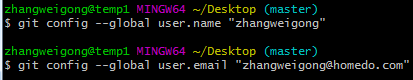 zhangweigong@temp1 MINGW64 ~/Desktop (master)
$ git config --global user.name "zhangweigong"
zhangweigong@temp1 MINGW64 ~/Desktop (master)
$ git config --global user.email "zhangweigong@homedo.com"